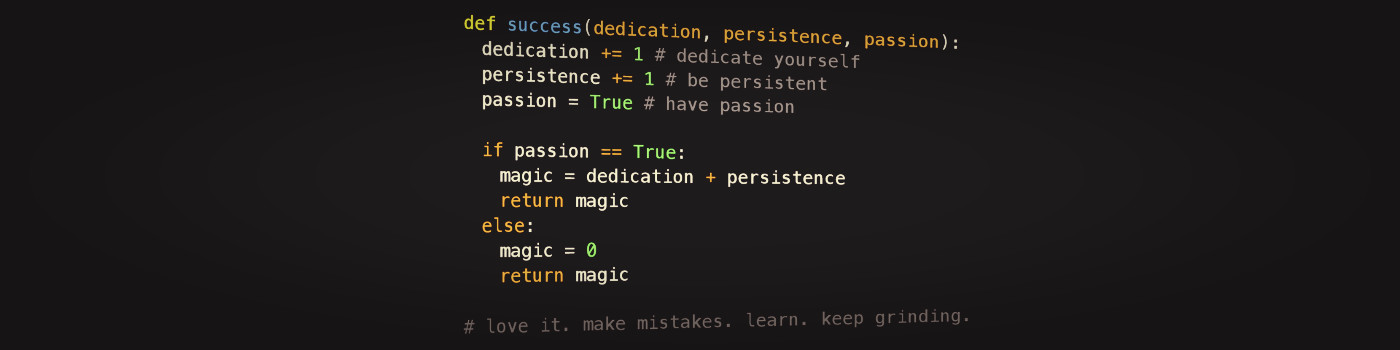 def success(dedication, persistence, passion):
  dedication += 1 # dedicate yourself
  persistence += 1 # be persistent
  passion = True # have passion

  if passion == True:
    magic = dedication + persistence
    return magic
  else:
    magic = 0
    return magic

# love it. make mistakes. learn. keep grinding.